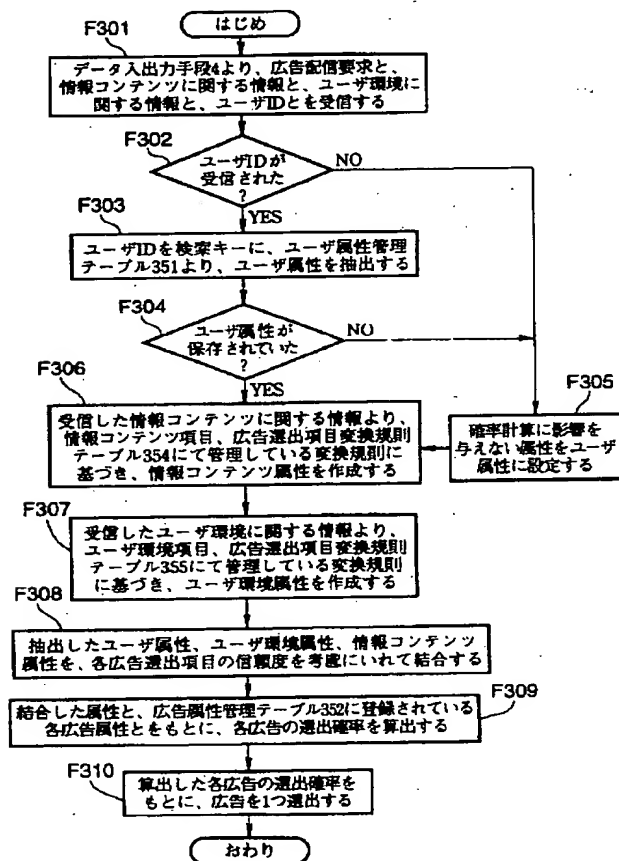 はじめ
F301
データ入出力手段4より、広告配信要求と、
情報コンテンツに関する情報と、ユーザ環境に
関する情報と、ユーザIDとを受信する
F302
ユーザIDが
受信された
?
NO
YES
F303
ユーザIDを検索キーに、ユーザ属性管理
テーブル351より、ユーザ属性を抽出する
F304
ユーザ属性が
保存されていた
?
NO
YES
F305
確率計算に影響を
与えない属性をユーザ
属性に設定する
F306
受信した情報コンテンツに関する情報より、
情報コンテンツ項目、広告選出項目変換規則
テーブル354にて管理している変換規則に
基づき、情報コンテンツ属性を作成する
F307
受信したユーザ環境に関する情報より、
ユーザ環境項目、広告選出項目変換規則
テーブル355にて管理している変換規則
に基づき、ユーザ環境属性を作成する
F308
抽出したユーザ属性、ユーザ環境属性、情報コンテンツ
属性を、各広告選出項目の信頼度を考慮にいれて結合する
F309
結合した属性と、広告属性管理テーブル352に登録されている
各広告属性とをもとに、各広告の選出確率を算出する
F310
算出した各広告の選出確率を
もとに、広告を1つ選出する
おわり